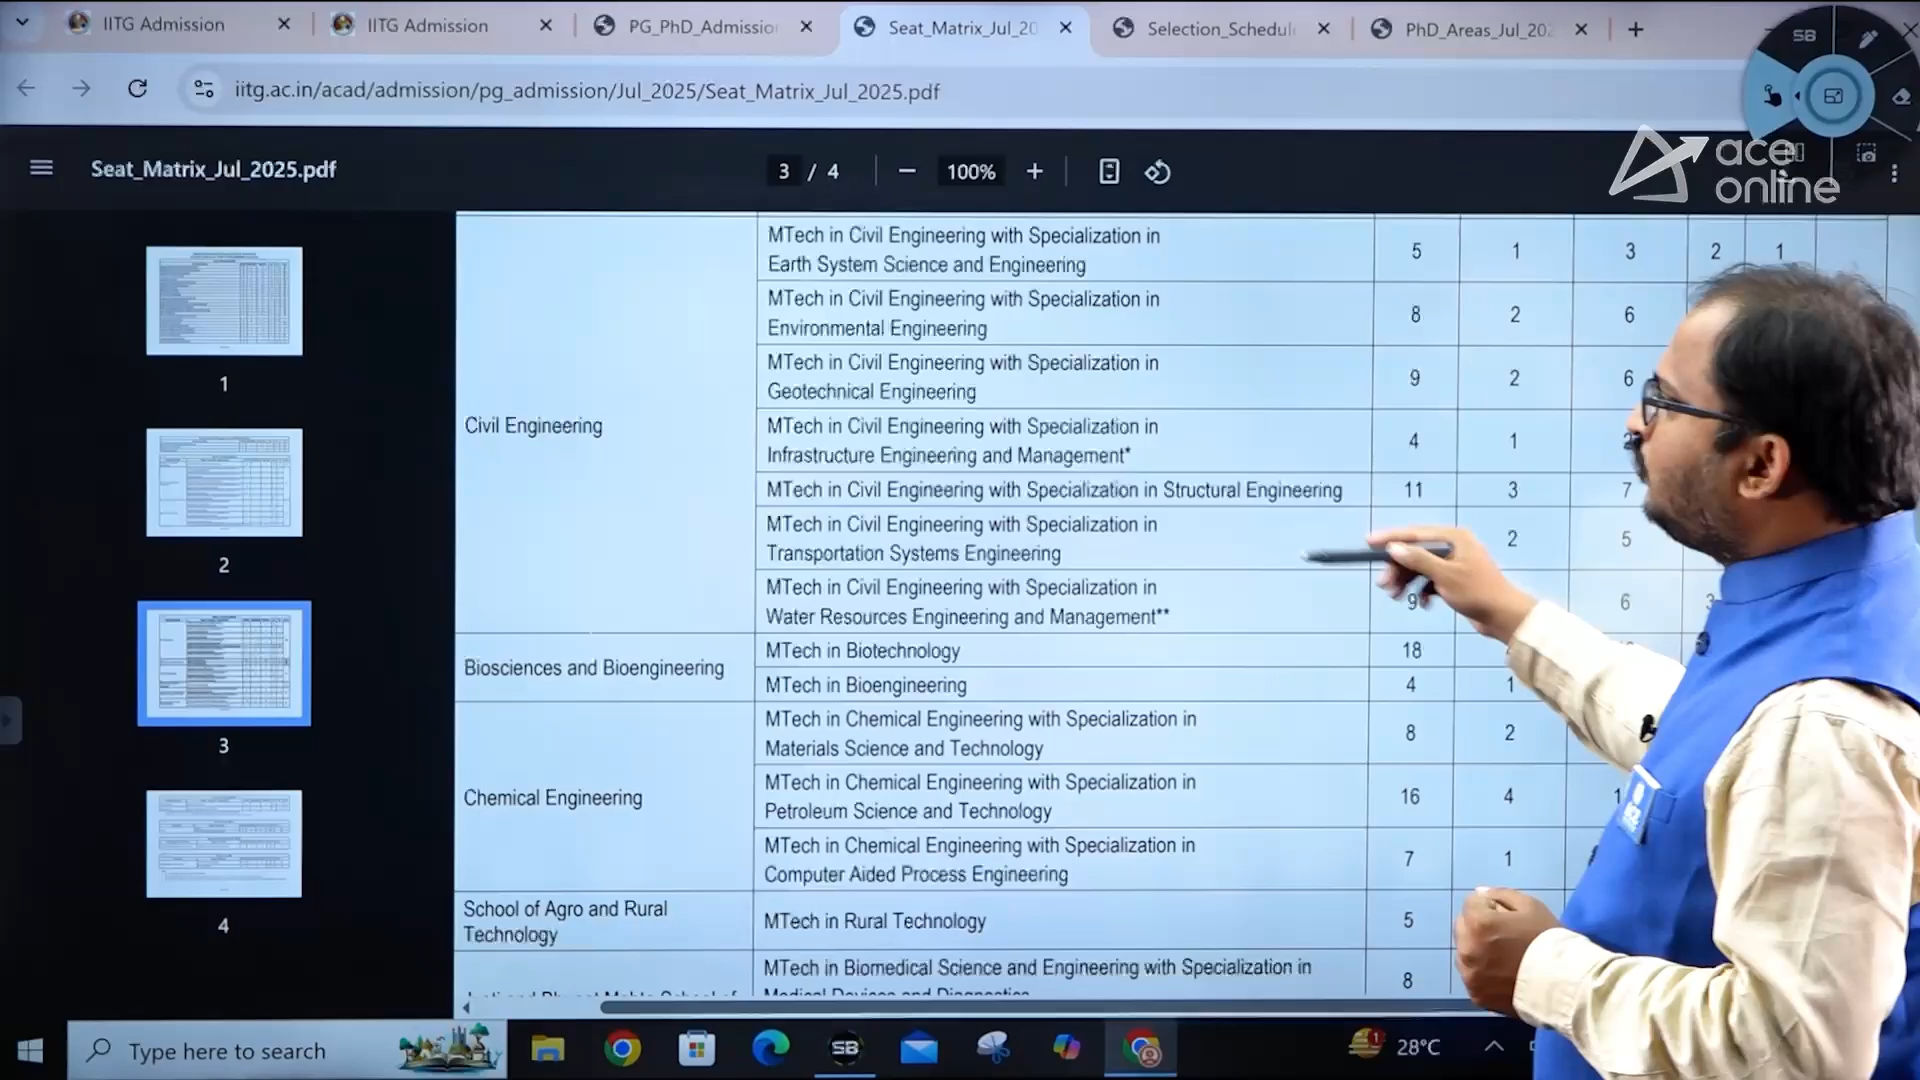 IITG Admission
IITG Admission
PG_PhD_Admissio
Seat_Matrix_Jul_20
Selection_Schedul
PhD_Areas_Jul_202
SB
iitg.ac.in/acad/admission/pg_admission/Jul_2025/Seat_Matrix_Jul_2025.pdf
ace
online
Seat_Matrix_Jul_2025.pdf
3 / 4
100%
1
2
3
4
Civil Engineering
MTech in Civil Engineering with Specialization in
Earth System Science and Engineering
5 1 3 2 1
MTech in Civil Engineering with Specialization in
Environmental Engineering
8 2 6
MTech in Civil Engineering with Specialization in
Geotechnical Engineering
9 2 6
MTech in Civil Engineering with Specialization in
Infrastructure Engineering and Management*
4 1 2
MTech in Civil Engineering with Specialization in Structural Engineering
11 3 7
MTech in Civil Engineering with Specialization in
Transportation Systems Engineering
2 5
MTech in Civil Engineering with Specialization in
Water Resources Engineering and Management**
9 6 3
Biosciences and Bioengineering
MTech in Biotechnology
18
MTech in Bioengineering
4 1
Chemical Engineering
MTech in Chemical Engineering with Specialization in
Materials Science and Technology
8 2
MTech in Chemical Engineering with Specialization in
Petroleum Science and Technology
16 4
MTech in Chemical Engineering with Specialization in
Computer Aided Process Engineering
7 1
School of Agro and Rural
Technology
MTech in Rural Technology
5
MTech in Biomedical Science and Engineering with Specialization in
Medical Devices and Diagnostics
8
Type here to search
SB
1
28°C